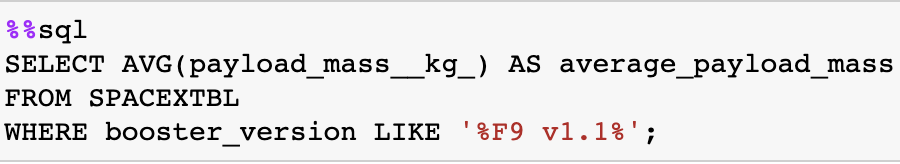 %%sql
SELECT AVG(payload_mass__kg_) AS average_payload_mass
FROM SPACEXTBL
WHERE booster_version LIKE '%F9 v1.1%';